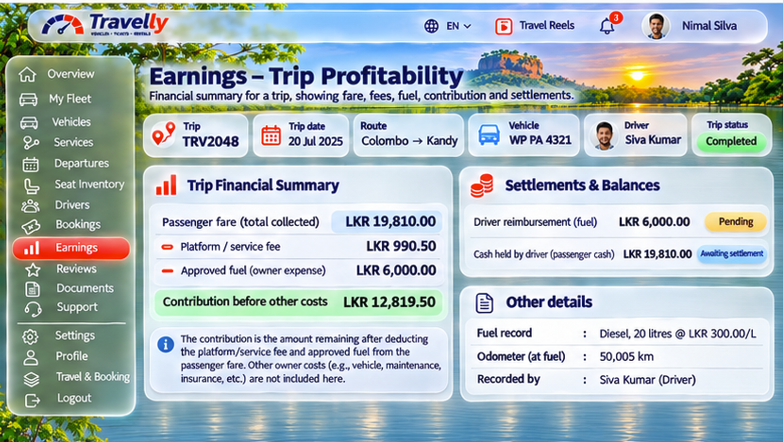 Travelly
VEHICLES • TICKETS • RENTALS
EN
Travel Reels
3
Nimal Silva
Overview
My Fleet
Vehicles
Services
Departures
Seat Inventory
Drivers
Bookings
Earnings
Reviews
Documents
Support
Settings
Profile
Travel & Booking
Logout
Earnings – Trip Profitability
Financial summary for a trip, showing fare, fees, fuel, contribution and settlements.
Trip
TRV2048
Trip date
20 Jul 2025
Route
Colombo → Kandy
Vehicle
WP PA 4321
Driver
Siva Kumar
Trip status
Completed
Trip Financial Summary
Passenger fare (total collected) LKR 19,810.00
Platform / service fee LKR 990.50
Approved fuel (owner expense) LKR 6,000.00
Contribution before other costs LKR 12,819.50
The contribution is the amount remaining after deducting
the platform/service fee and approved fuel from the
passenger fare. Other owner costs (e.g., vehicle, maintenance,
insurance, etc.) are not included here.
Settlements & Balances
Driver reimbursement (fuel) LKR 6,000.00 Pending
Cash held by driver (passenger cash) LKR 19,810.00 Awaiting settlement
Other details
Fuel record : Diesel, 20 litres @ LKR 300.00/L
Odometer (at fuel) : 50,005 km
Recorded by : Siva Kumar (Driver)